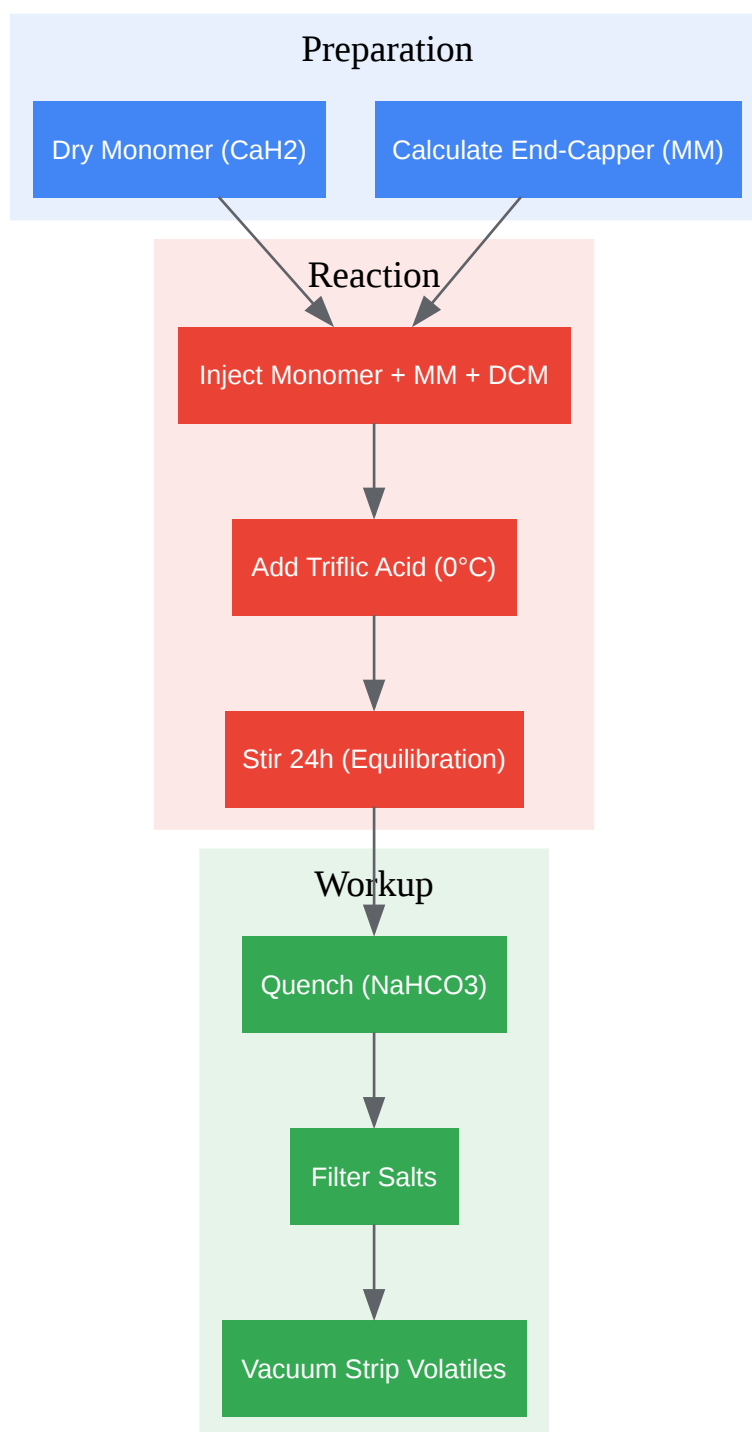 Preparation
Dry Monomer (CaH2)
Calculate End-Capper (MM)
Reaction
Inject Monomer + MM + DCM
Add Triflic Acid (0°C)
Stir 24h (Equilibration)
Workup
Quench (NaHCO3)
Filter Salts
Vacuum Strip Volatiles